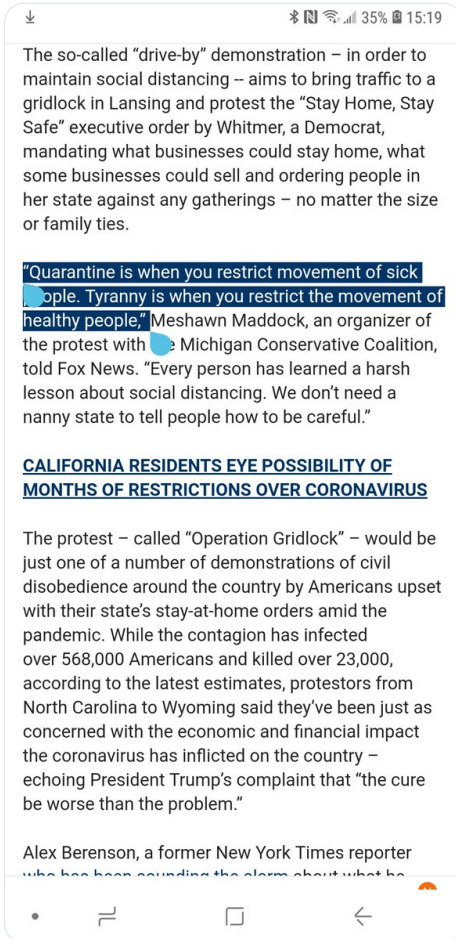 35% 15:19
The so-called “drive-by” demonstration – in order to
maintain social distancing -- aims to bring traffic to a
gridlock in Lansing and protest the “Stay Home, Stay
Safe” executive order by Whitmer, a Democrat,
mandating what businesses could stay home, what
some businesses could sell and ordering people in
her state against any gatherings – no matter the size
or family ties.
“Quarantine is when you restrict movement of sick
ople. Tyranny is when you restrict the movement of
healthy people,” Meshawn Maddock, an organizer of
the protest with e Michigan Conservative Coalition,
told Fox News. “Every person has learned a harsh
lesson about social distancing. We don’t need a
nanny state to tell people how to be careful.”
CALIFORNIA RESIDENTS EYE POSSIBILITY OF
MONTHS OF RESTRICTIONS OVER CORONAVIRUS
The protest – called “Operation Gridlock” – would be
just one of a number of demonstrations of civil
disobedience around the country by Americans upset
with their state’s stay-at-home orders amid the
pandemic. While the contagion has infected
over 568,000 Americans and killed over 23,000,
according to the latest estimates, protestors from
North Carolina to Wyoming said they’ve been just as
concerned with the economic and financial impact
the coronavirus has inflicted on the country –
echoing President Trump’s complaint that “the cure
be worse than the problem.”
Alex Berenson, a former New York Times reporter
who has been sounding the alarm about what he